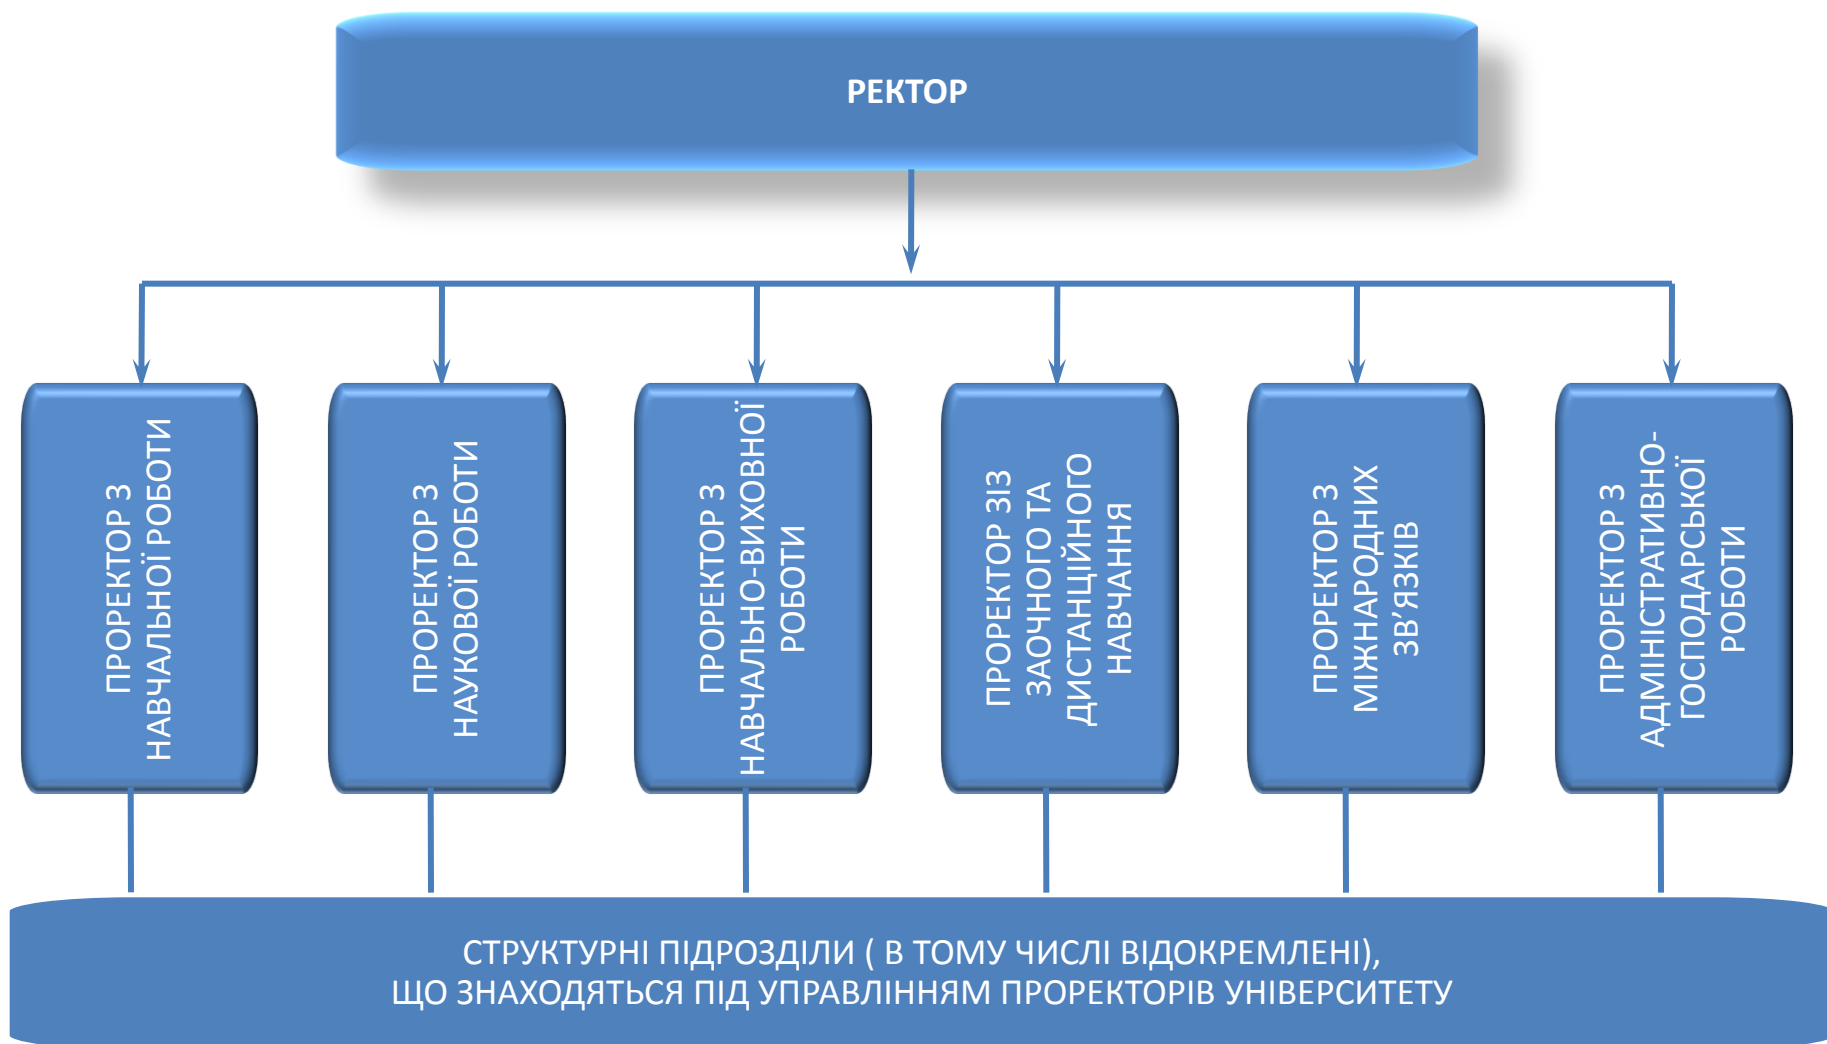 РЕКТОР
ПРОРЕКТОР З
НАВЧАЛЬНОЇ РОБОТИ
ПРОРЕКТОР З
НАУКОВОЇ РОБОТИ
ПРОРЕКТОР З
НАВЧАЛЬНО-ВИХОВНОЇ
РОБОТИ
ПРОРЕКТОР ЗІЗ
ЗАОЧНОГО ТА
ДИСТАНЦІЙНОГО
НАВЧАННЯ
ПРОРЕКТОР З
МІЖНАРОДНИХ
ЗВ’ЯЗКІВ
ПРОРЕКТОР З
АДМІНІСТРАТИВНО-
ГОСПОДАРСЬКОЇ
РОБОТИ
СТРУКТУРНІ ПІДРОЗДІЛИ ( В ТОМУ ЧИСЛІ ВІДОКРЕМЛЕНІ),
ЩО ЗНАХОДЯТЬСЯ ПІД УПРАВЛІННЯМ ПРОРЕКТОРІВ УНІВЕРСИТЕТУ